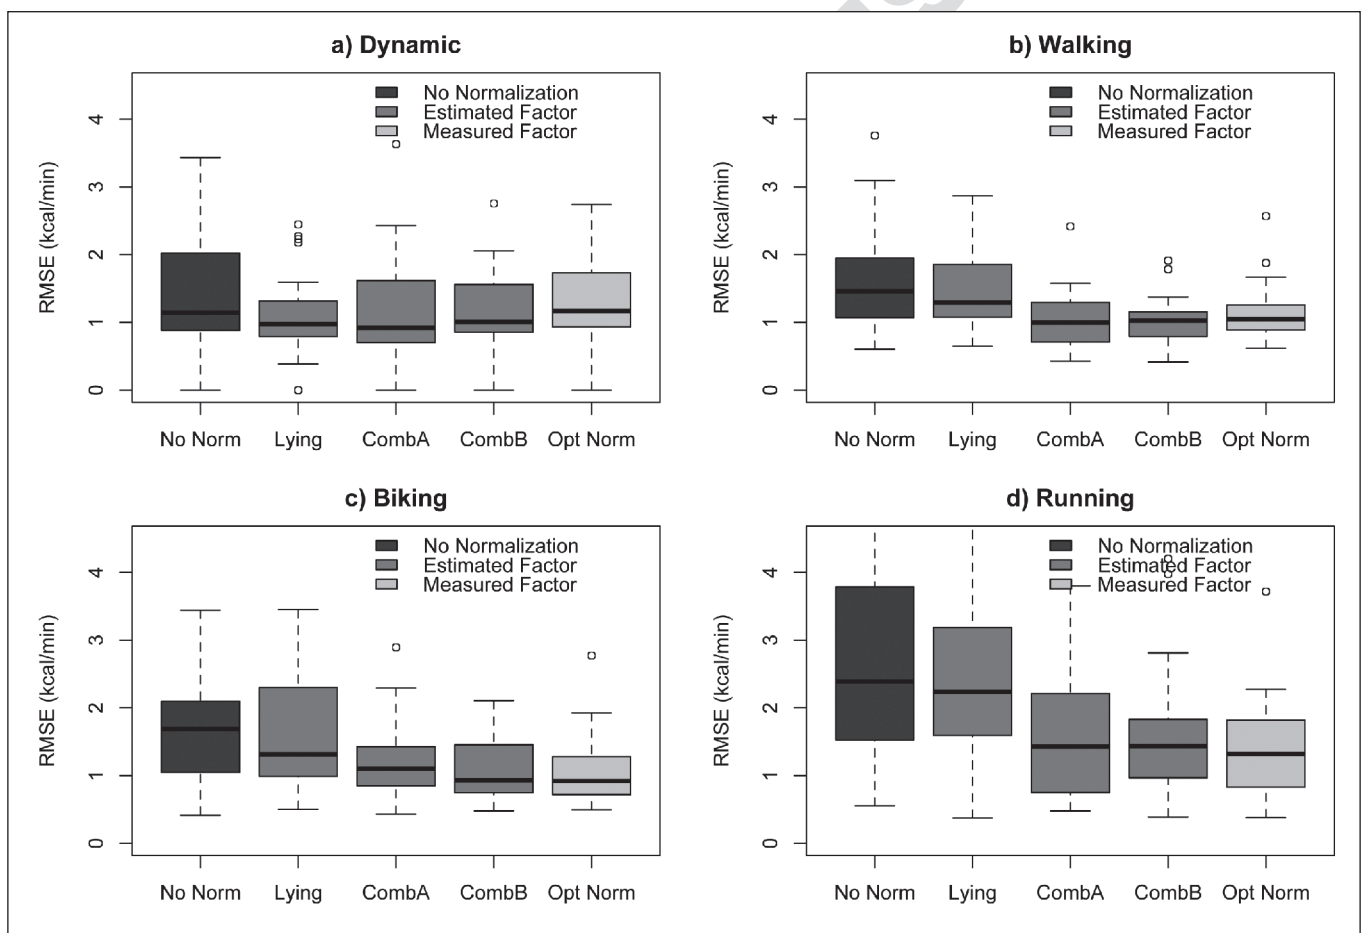 a) Dynamic
No Normalization
Estimated Factor
Measured Factor
RMSE (kcal/min)
4
3
2
1
0
No Norm Lying CombA CombB Opt Norm
b) Walking
No Normalization
Estimated Factor
Measured Factor
RMSE (kcal/min)
4
3
2
1
0
No Norm Lying CombA CombB Opt Norm
c) Biking
No Normalization
Estimated Factor
Measured Factor
RMSE (kcal/min)
4
3
2
1
0
No Norm Lying CombA CombB Opt Norm
d) Running
No Normalization
Estimated Factor
Measured Factor
RMSE (kcal/min)
4
3
2
1
0
No Norm Lying CombA CombB Opt Norm